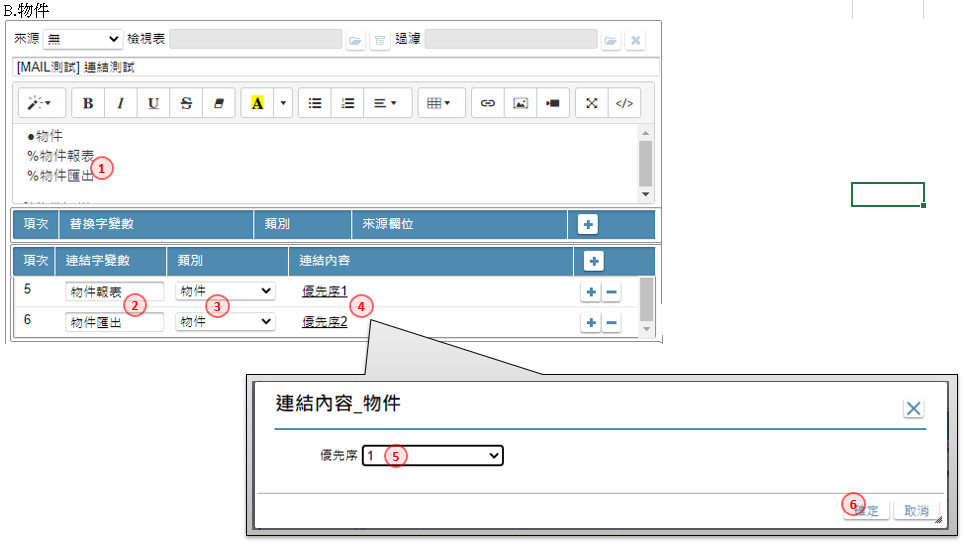 B.物件
來源 無 檢視表 過濾
[MAIL測試] 連結測試
B I U S A </>
●物件
%物件報表
1
%物件匯出
項次 替換字變數 類別 來源欄位
項次 連結字變數 類別 連結內容
5 物件報表 物件 優先序1
2 3 4
6 物件匯出 物件 優先序2
連結內容_物件
優先序 1 5
6 確定 取消